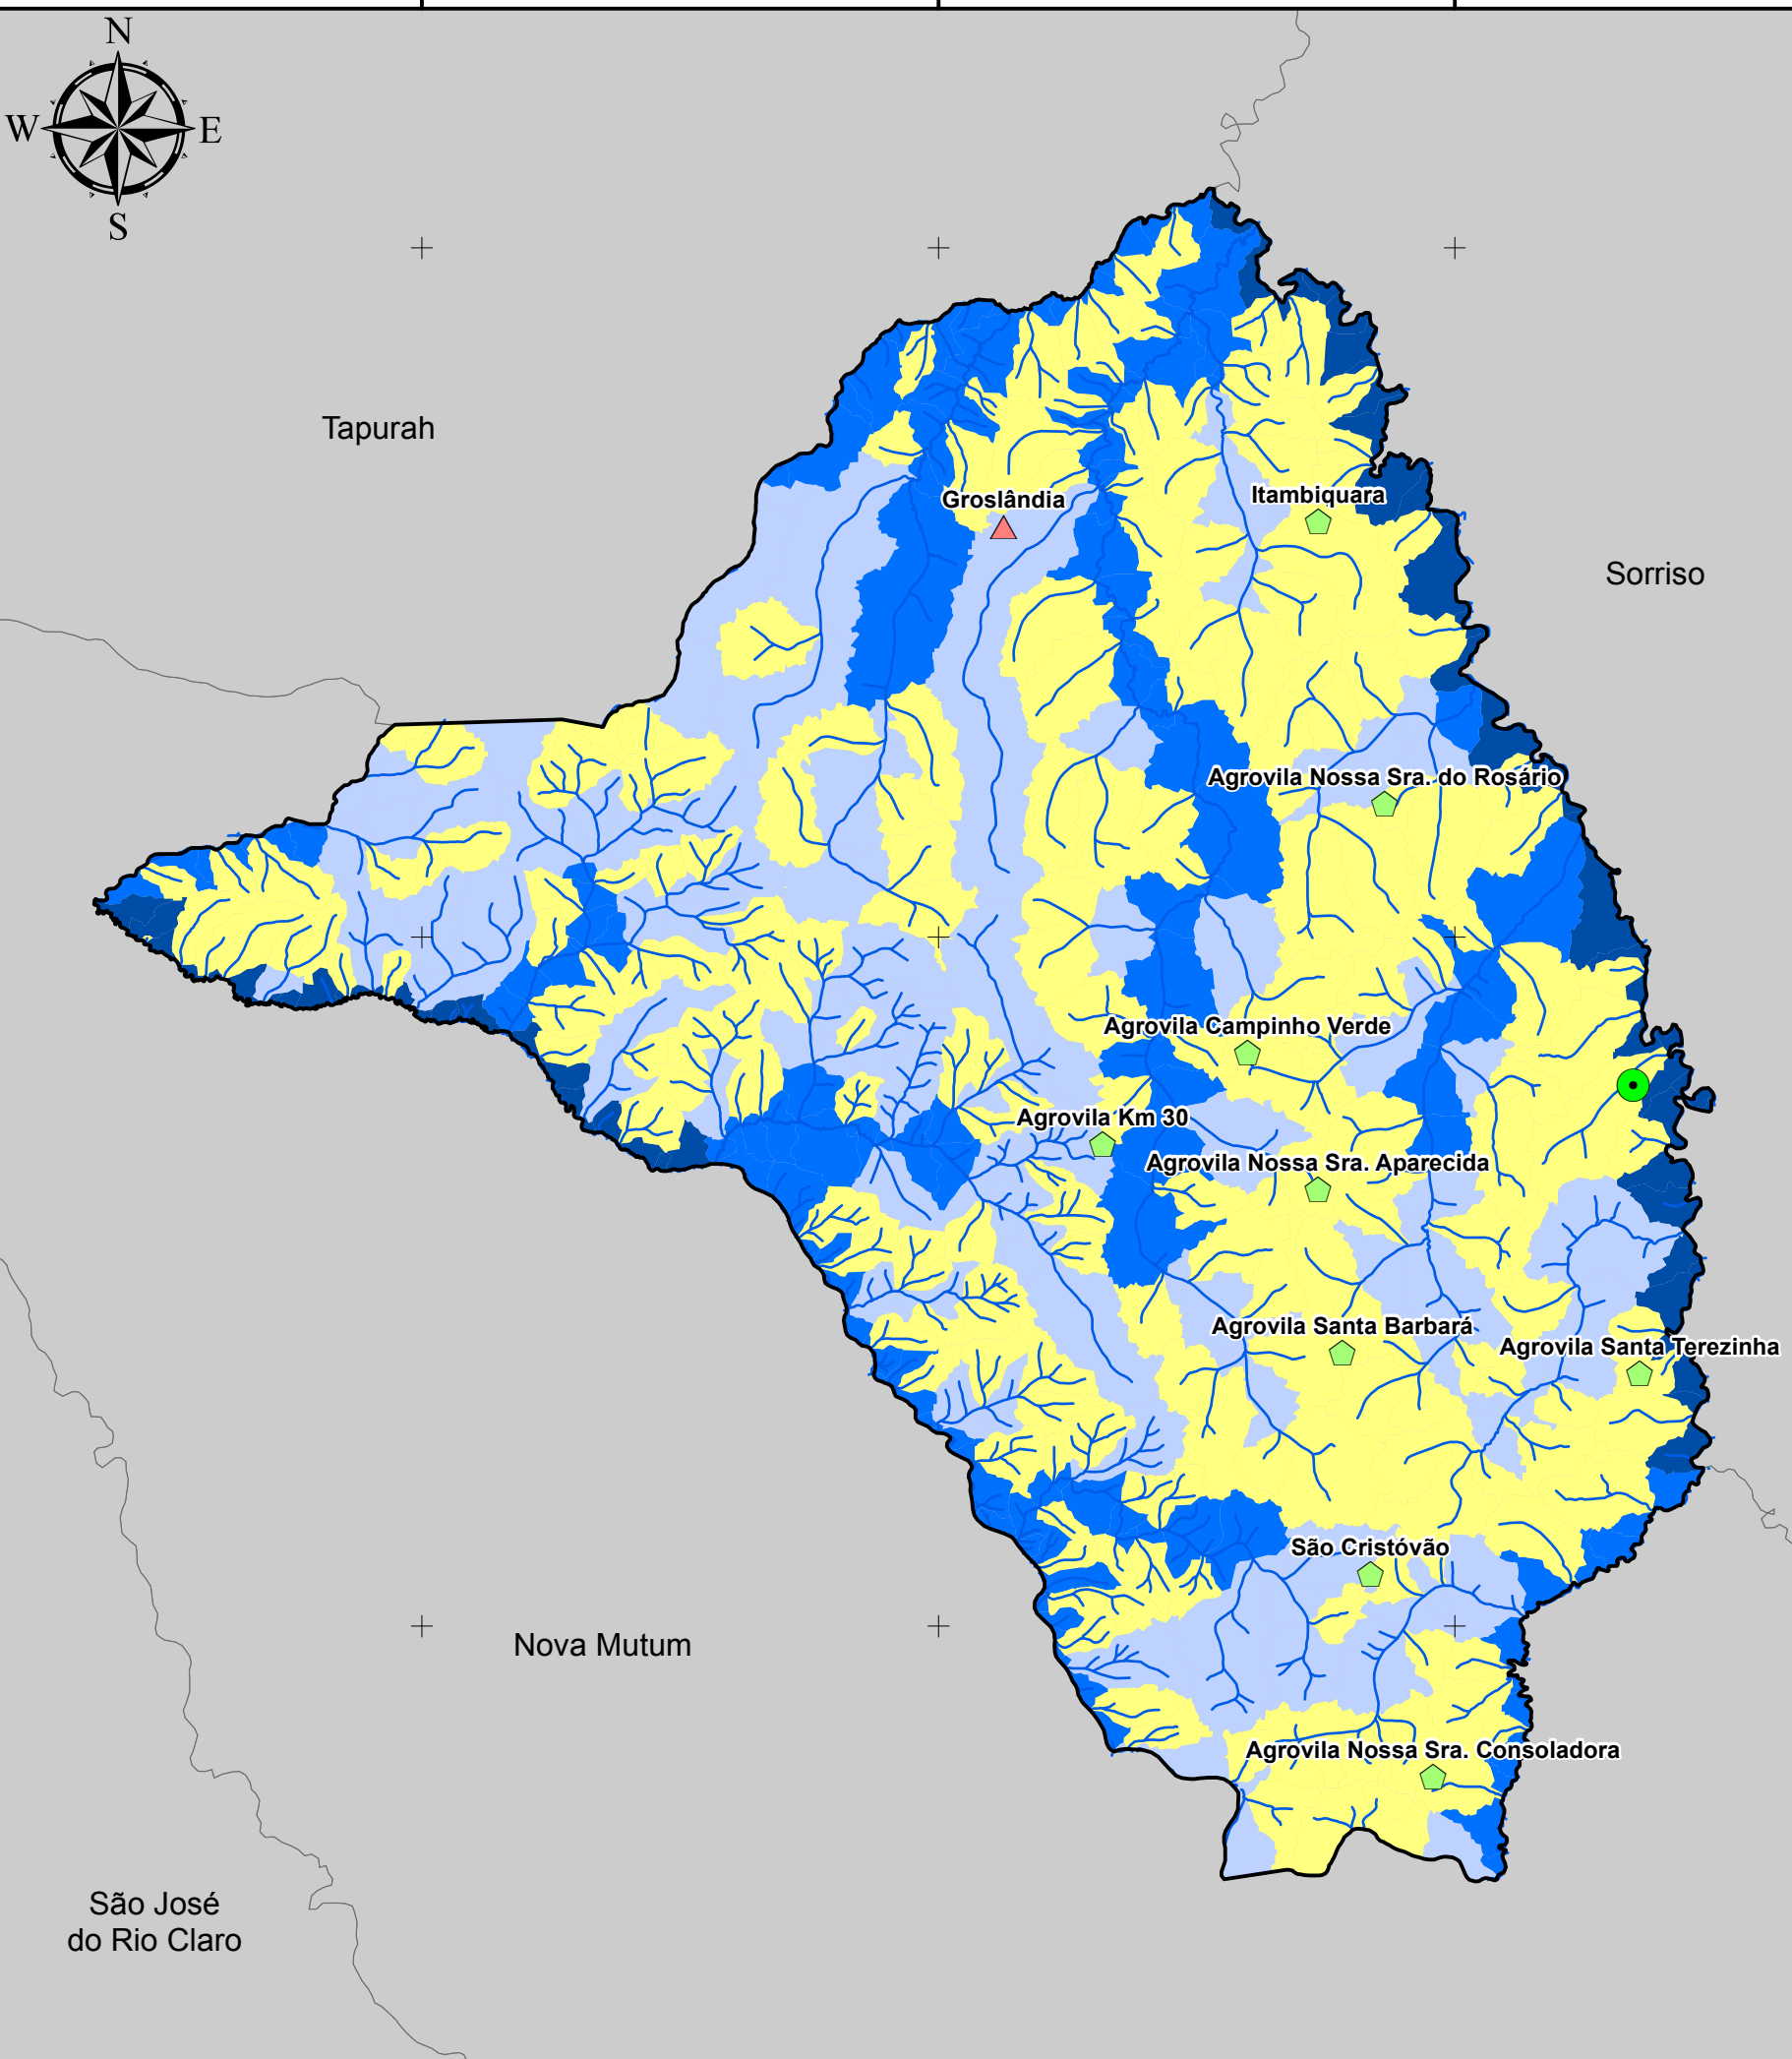 N
W E
S
Tapurah
Groslândia
Itambiquara
Sorriso
Agrovila Nossa Sra. do Rosário
Agrovila Campinho Verde
Agrovila Km 30
Agrovila Nossa Sra. Aparecida
Agrovila Santa Barbará
Agrovila Santa Terezinha
São Cristóvão
Nova Mutum
Agrovila Nossa Sra. Consoladora
São José
do Rio Claro